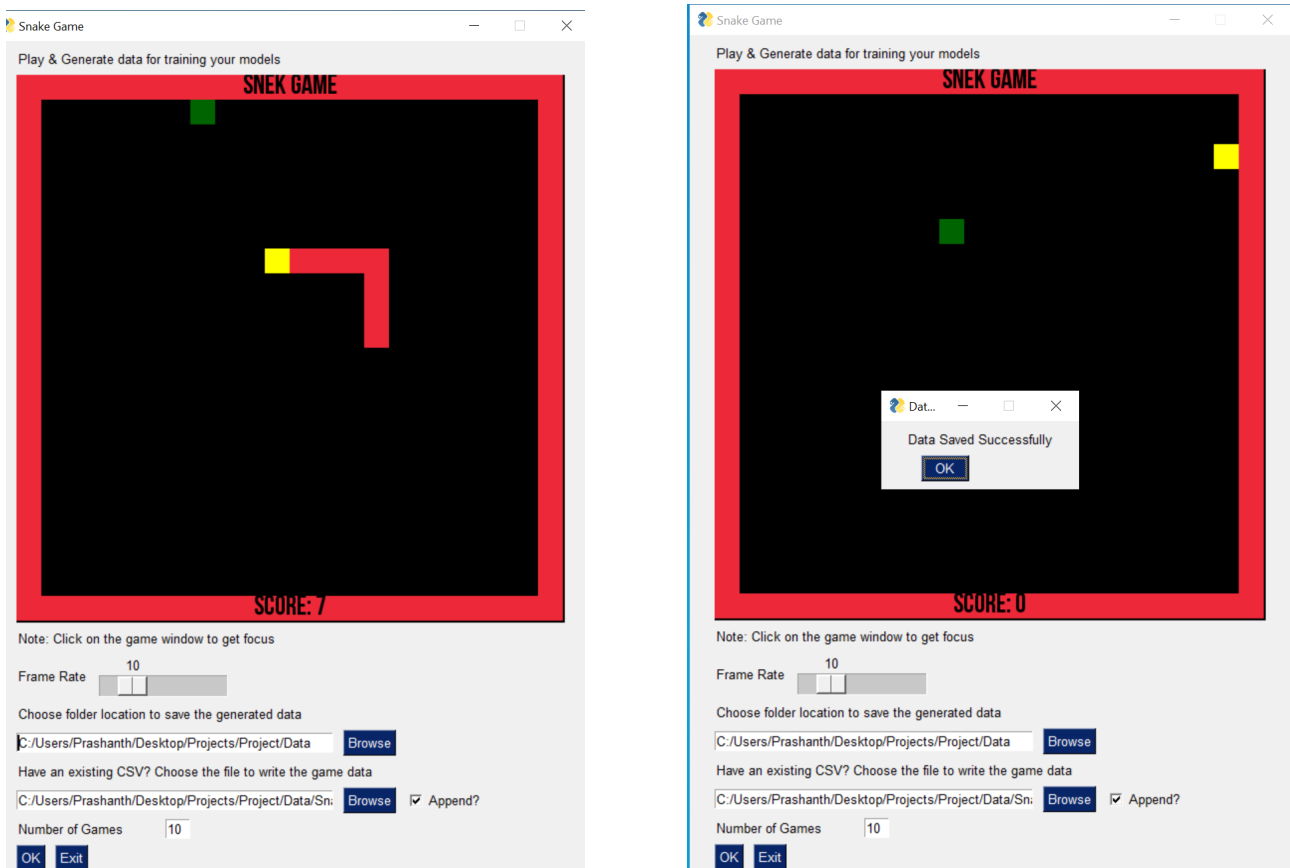 Snake Game
Play & Generate data for training your models
SNEK GAME
SCORE: 7
Note: Click on the game window to get focus
10
Frame Rate
Choose folder location to save the generated data
C:/Users/Prashanth/Desktop/Projects/Project/Data Browse
Have an existing CSV? Choose the file to write the game data
C:/Users/Prashanth/Desktop/Projects/Project/Data/Sn Browse Append?
Number of Games 10
OK Exit
Snake Game
Play & Generate data for training your models
SNEK GAME
Dat...
Data Saved Successfully
OK
SCORE: 0
Note: Click on the game window to get focus
10
Frame Rate
Choose folder location to save the generated data
C:/Users/Prashanth/Desktop/Projects/Project/Data Browse
Have an existing CSV? Choose the file to write the game data
C:/Users/Prashanth/Desktop/Projects/Project/Data/Sn Browse Append?
Number of Games 10
OK Exit